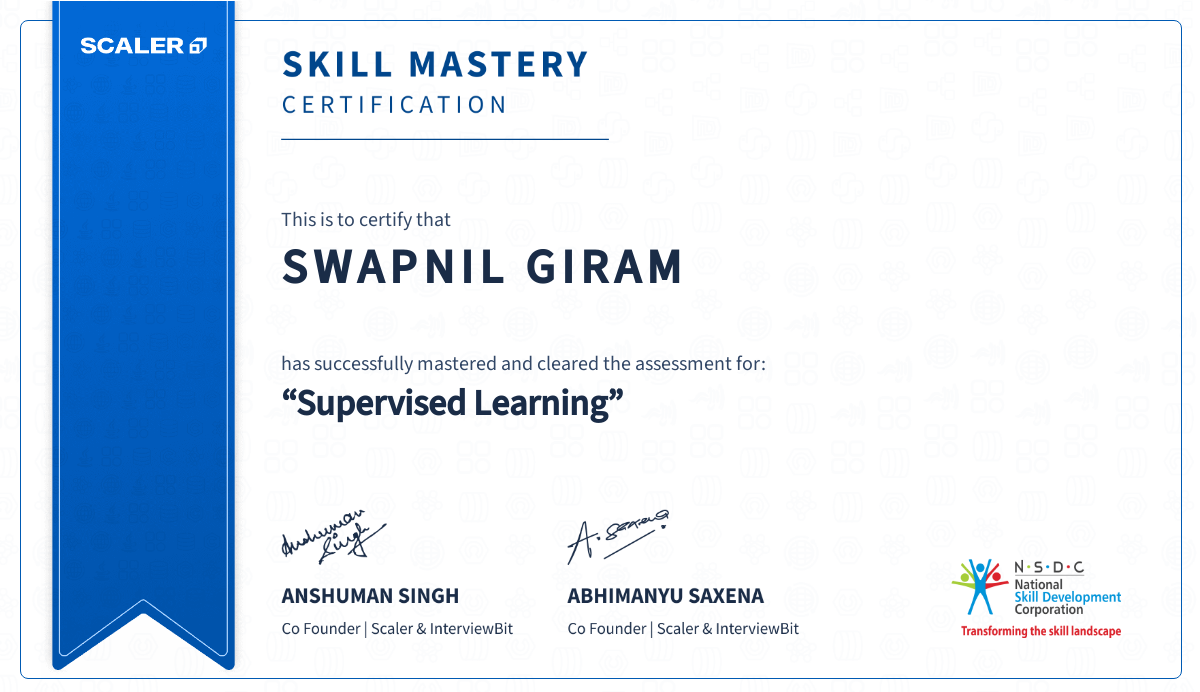 SCALER
SKILL MASTERY
CERTIFICATION
This is to certify that
SWAPNIL GIRAM
has successfully mastered and cleared the assessment for:
“Supervised Learning”
Anshuman
Singh
A. Saxena
ANSHUMAN SINGH
Co Founder | Scaler & InterviewBit
ABHIMANYU SAXENA
Co Founder | Scaler & InterviewBit
N·S·D·C
National
Skill Development
Corporation
Transforming the skill landscape